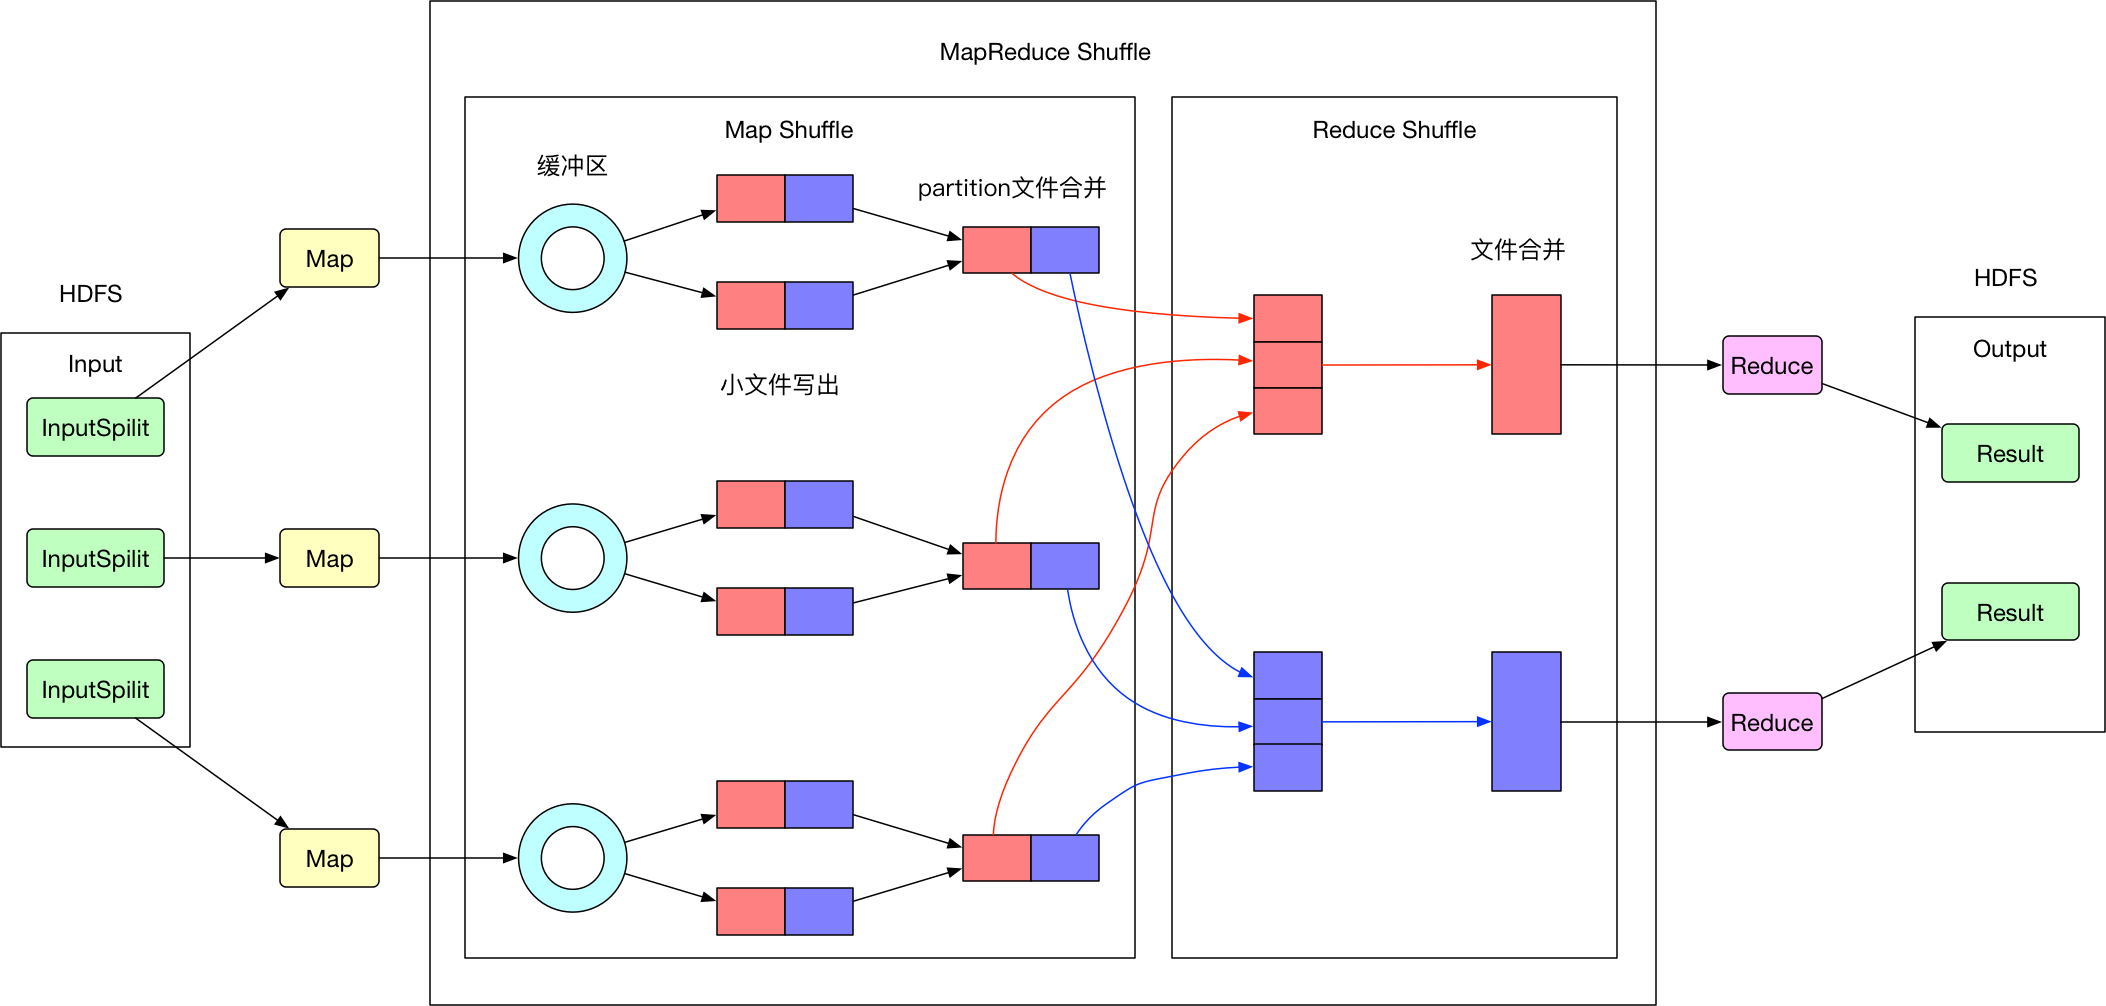 MapReduce Shuffle
Map Shuffle
Reduce Shuffle
缓冲区
partition文件合并
文件合并
小文件写出
HDFS
Input
InputSpilit
InputSpilit
InputSpilit
Map
Map
Map
Reduce
Reduce
HDFS
Output
Result
Result